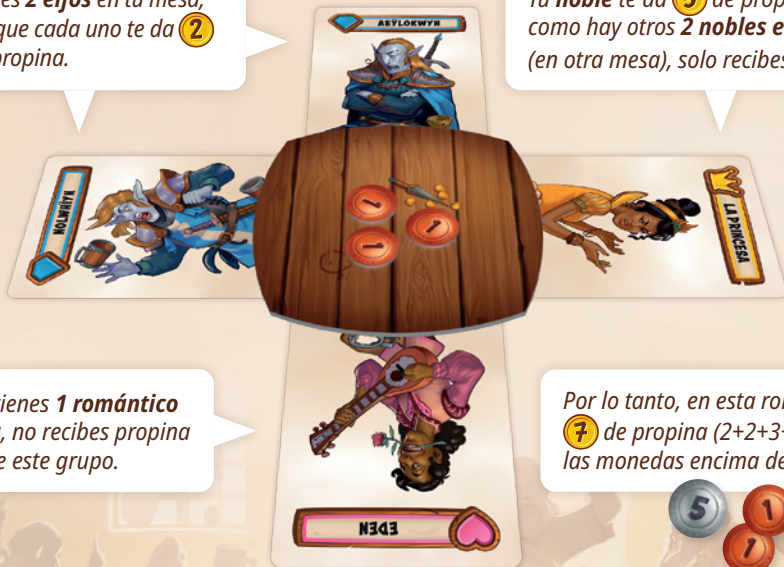 es 2 elfos en tu mesa,
que cada uno te da 2
propina.
Tu noble te da 5 de prop
como hay otros 2 nobles e
(en otra mesa), solo recibes
AEYLOKWYN
NOLWHIYN
LA PRINCESA
1
1
1
ienes 1 romántico
, no recibes propina
e este grupo.
EDEN
Por lo tanto, en esta ro
7 de propina (2+2+3
las monedas encima de
5
1
1